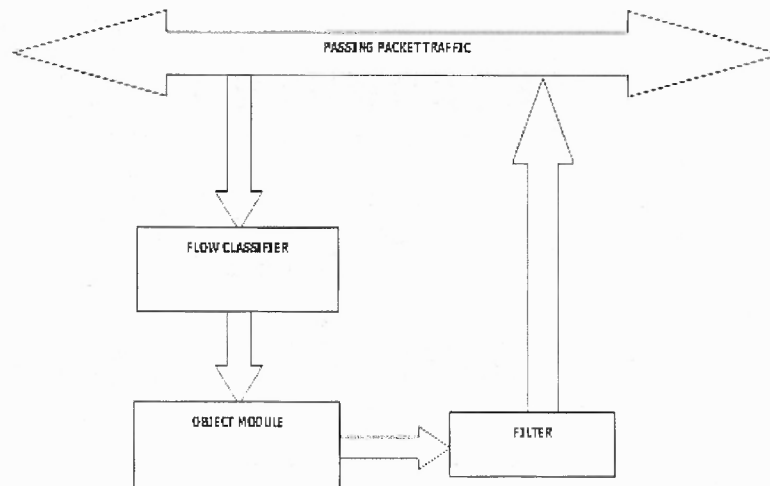 PASSING PACKET TRAFFIC
FLOW CLASSIFIER
OBJECT MODULE
FILTER